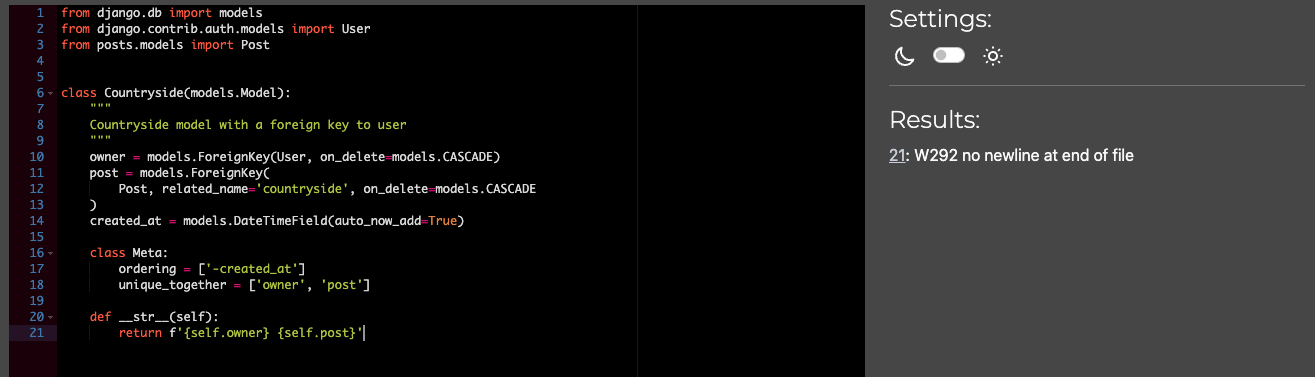 1 from django.db import models
2 from django.contrib.auth.models import User
3 from posts.models import Post
4
5
6 class Countryside(models.Model):
7     """
8     Countryside model with a foreign key to user
9     """
10     owner = models.ForeignKey(User, on_delete=models.CASCADE)
11     post = models.ForeignKey(
12         Post, related_name='countryside', on_delete=models.CASCADE
13     )
14     created_at = models.DateTimeField(auto_now_add=True)
15
16     class Meta:
17         ordering = ['-created_at']
18         unique_together = ['owner', 'post']
19
20     def __str__(self):
21         return f'{self.owner} {self.post}'
Settings:
Results:
21: W292 no newline at end of file